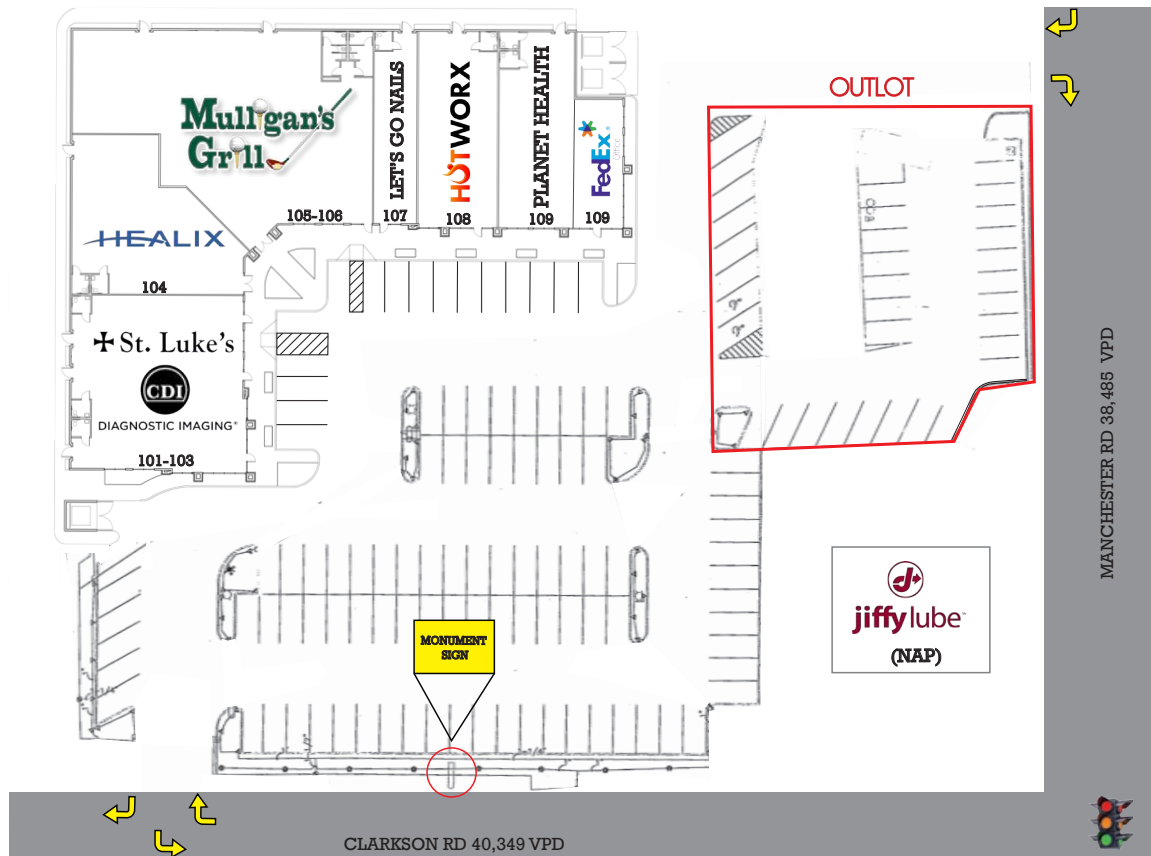 OUTLOT
Mulligan's
Grill
LET'S GO NAILS
HOTWORX
PLANET HEALTH
FedEx
Office
105-106
107
108
109
109
HEALIX
104
St. Luke's
CDI
DIAGNOSTIC IMAGING
101-103
MONUMENT
SIGN
jiffy lube
(NAP)
MANCHESTER RD 38,485 VPD
CLARKSON RD 40,349 VPD